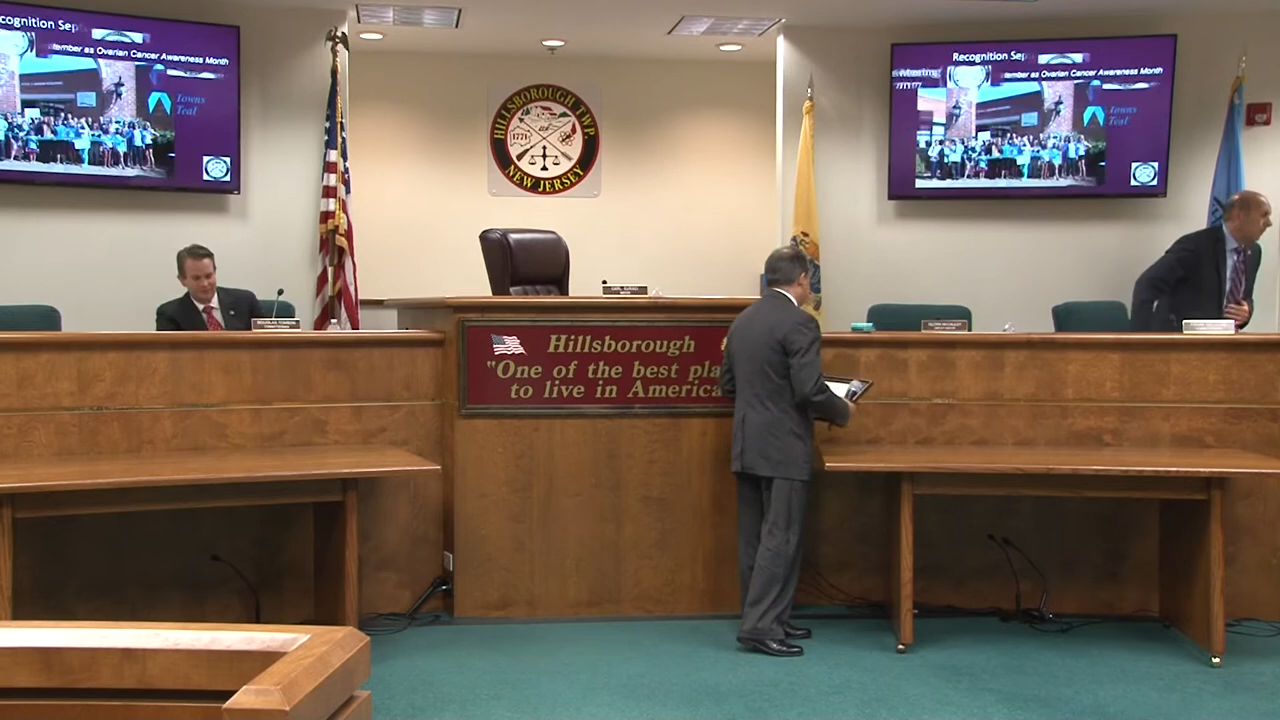 cognition Sep
tember as Ovarian Cancer Awareness Month
Towns
Teal
HILLSBOROUGH TWP.
1771
NEW JERSEY
Recognition Sep
tember as Ovarian Cancer Awareness Month
Towns
Teal
Hillsborough
"One of the best pla
to live in America